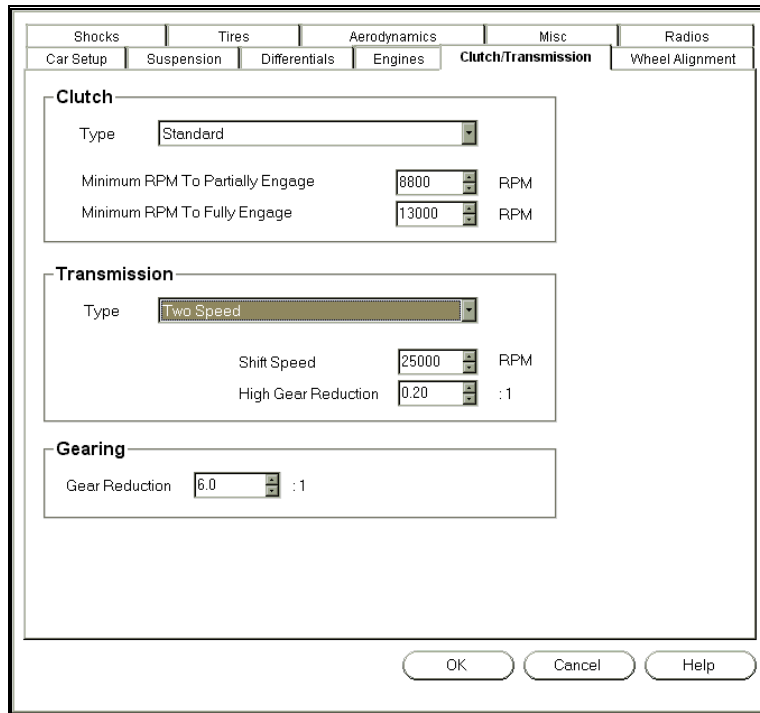 Shocks Tires Aerodynamics Misc Radios
Car Setup Suspension Differentials Engines Clutch/Transmission Wheel Alignment
Clutch
Type Standard
Minimum RPM To Partially Engage 8800 RPM
Minimum RPM To Fully Engage 13000 RPM
Transmission
Type Two Speed
Shift Speed 25000 RPM
High Gear Reduction 0.20 :1
Gearing
Gear Reduction 6.0 :1
OK Cancel Help